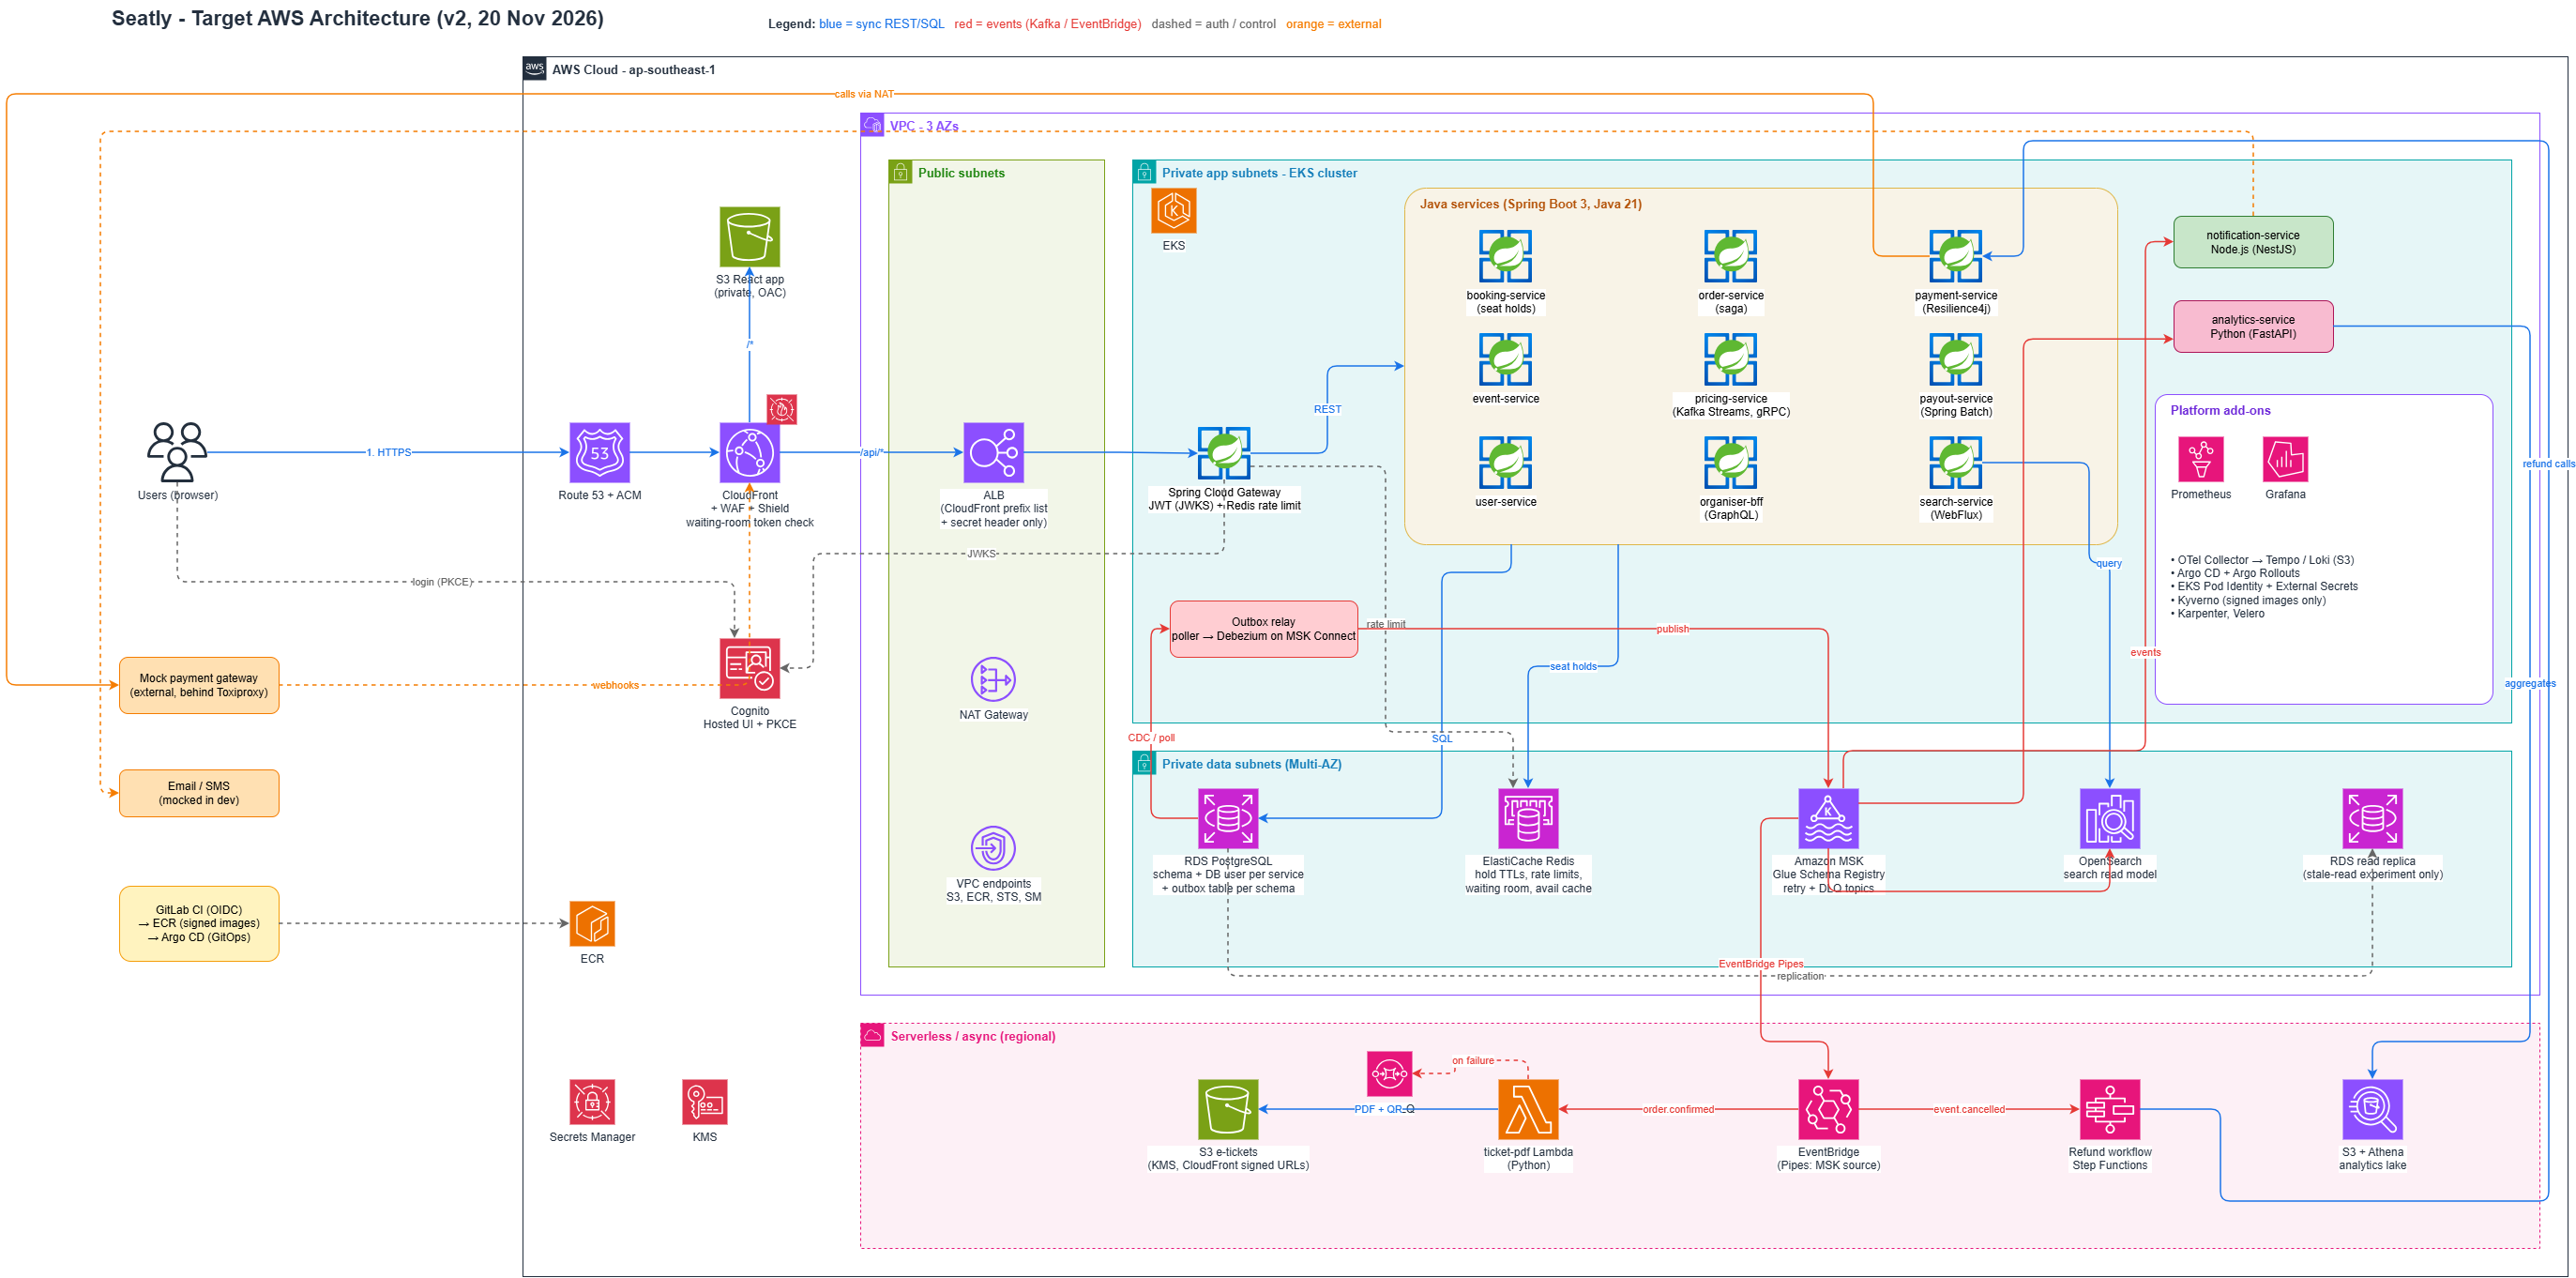 Seatly - Target AWS Architecture (v2, 20 Nov 2026)
Legend: blue = sync REST/SQL red = events (Kafka / EventBridge) dashed = auth / control orange = external
aws
AWS Cloud - ap-southeast-1
calls via NAT
VPC - 3 AZs
Public subnets
Private app subnets - EKS cluster
EKS
Java services (Spring Boot 3, Java 21)
booking-service
(seat holds)
order-service
(saga)
payment-service
(Resilience4j)
event-service
pricing-service
(Kafka Streams, gRPC)
payout-service
(Spring Batch)
user-service
organiser-bff
(GraphQL)
search-service
(WebFlux)
notification-service
Node.js (NestJS)
analytics-service
Python (FastAPI)
Platform add-ons
Prometheus
Grafana
• OTel Collector → Tempo / Loki (S3)
• Argo CD + Argo Rollouts
• EKS Pod Identity + External Secrets
• Kyverno (signed images only)
• Karpenter, Velero
refund calls
aggregates
S3 React app
(private, OAC)
/*
Users (browser)
1. HTTPS
53
Route 53 + ACM
CloudFront
+ WAF + Shield
waiting-room token check
/api/*
ALB
(CloudFront prefix list
+ secret header only)
Spring Cloud Gateway
JWT (JWKS) + Redis rate limit
REST
JWKS
login (PKCE)
Cognito
Hosted UI + PKCE
Mock payment gateway
(external, behind Toxiproxy)
webhooks
Email / SMS
(mocked in dev)
GitLab CI (OIDC)
→ ECR (signed images)
→ Argo CD (GitOps)
ECR
NAT Gateway
VPC endpoints
S3, ECR, STS, SM
Outbox relay
poller → Debezium on MSK Connect
rate limit
publish
seat holds
query
events
CDC / poll
SQL
Private data subnets (Multi-AZ)
RDS PostgreSQL
schema + DB user per service
+ outbox table per schema
ElastiCache Redis
hold TTLs, rate limits,
waiting room, avail cache
Amazon MSK
Glue Schema Registry
retry + DLQ topics
OpenSearch
search read model
RDS read replica
(stale-read experiment only)
EventBridge Pipes
replication
Serverless / async (regional)
on failure
Secrets Manager
KMS
PDF + QR
order.confirmed
event.cancelled
S3 e-tickets
(KMS, CloudFront signed URLs)
ticket-pdf Lambda
(Python)
EventBridge
(Pipes: MSK source)
Refund workflow
Step Functions
S3 + Athena
analytics lake